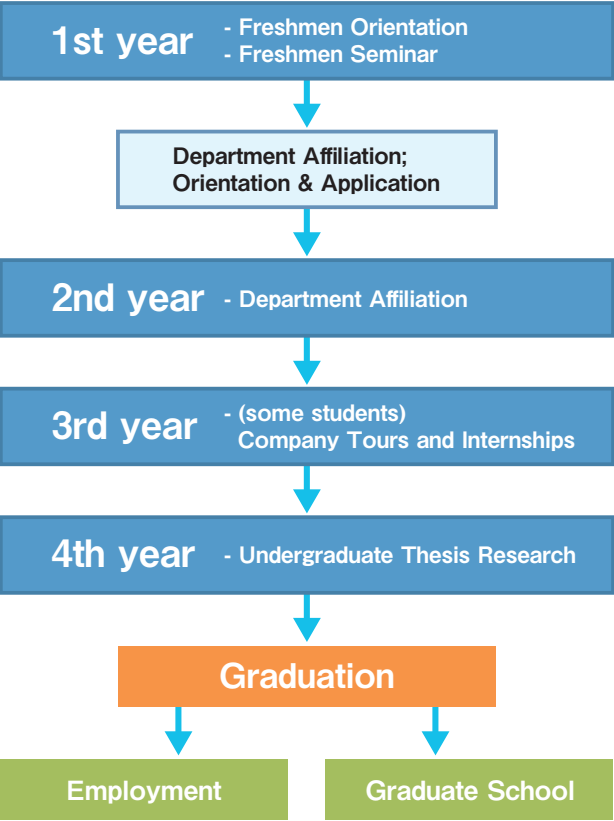 1st year
- Freshmen Orientation
- Freshmen Seminar
Department Affiliation;
Orientation & Application
2nd year - Department Affiliation
3rd year
- (some students)
Company Tours and Internships
4th year - Undergraduate Thesis Research
Graduation
Employment
Graduate School